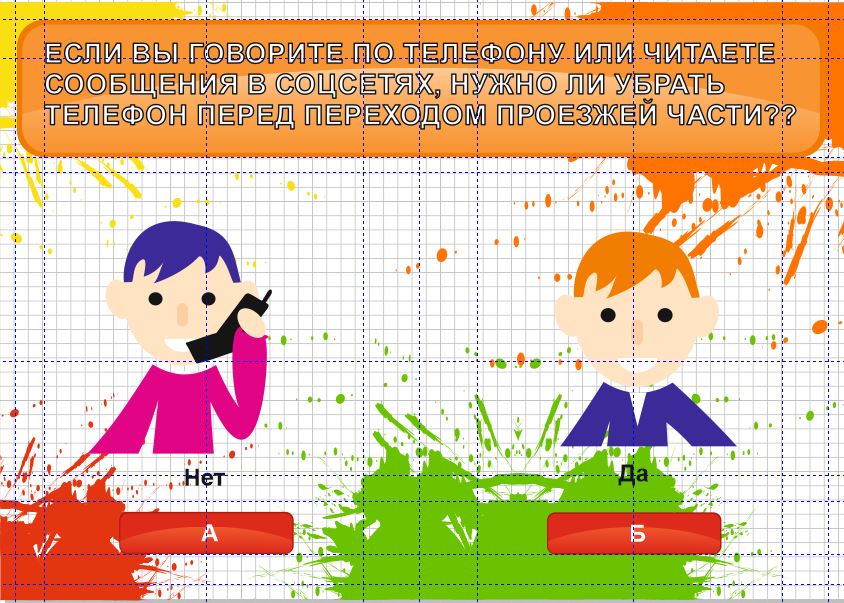 ЕСЛИ ВЫ ГОВОРИТЕ ПО ТЕЛЕФОНУ ИЛИ ЧИТАЕТЕ
СООБЩЕНИЯ В СОЦСЕТЯХ, НУЖНО ЛИ УБРАТЬ
ТЕЛЕФОН ПЕРЕД ПЕРЕХОДОМ ПРОЕЗЖЕЙ ЧАСТИ??
Нет
Да
А
Б